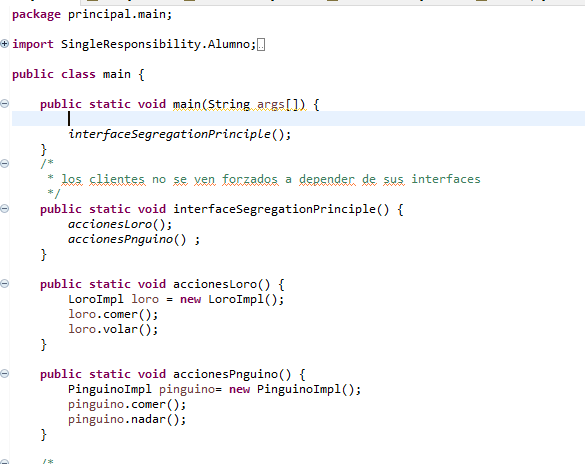 package principal.main;
import SingleResponsibility.Alumno;
public class main {
public static void main(String args[]) {
interfaceSegregationPrinciple();
}
/*
* los clientes no se ven forzados a depender de sus interfaces
*/
public static void interfaceSegregationPrinciple() {
accionesLoro();
accionesPnguino() ;
}
public static void accionesLoro() {
LoroImpl loro = new LoroImpl();
loro.comer();
loro.volar();
}
public static void accionesPnguino() {
PinguinoImpl pinguino= new PinguinoImpl();
pinguino.comer();
pinguino.nadar();
}
/*